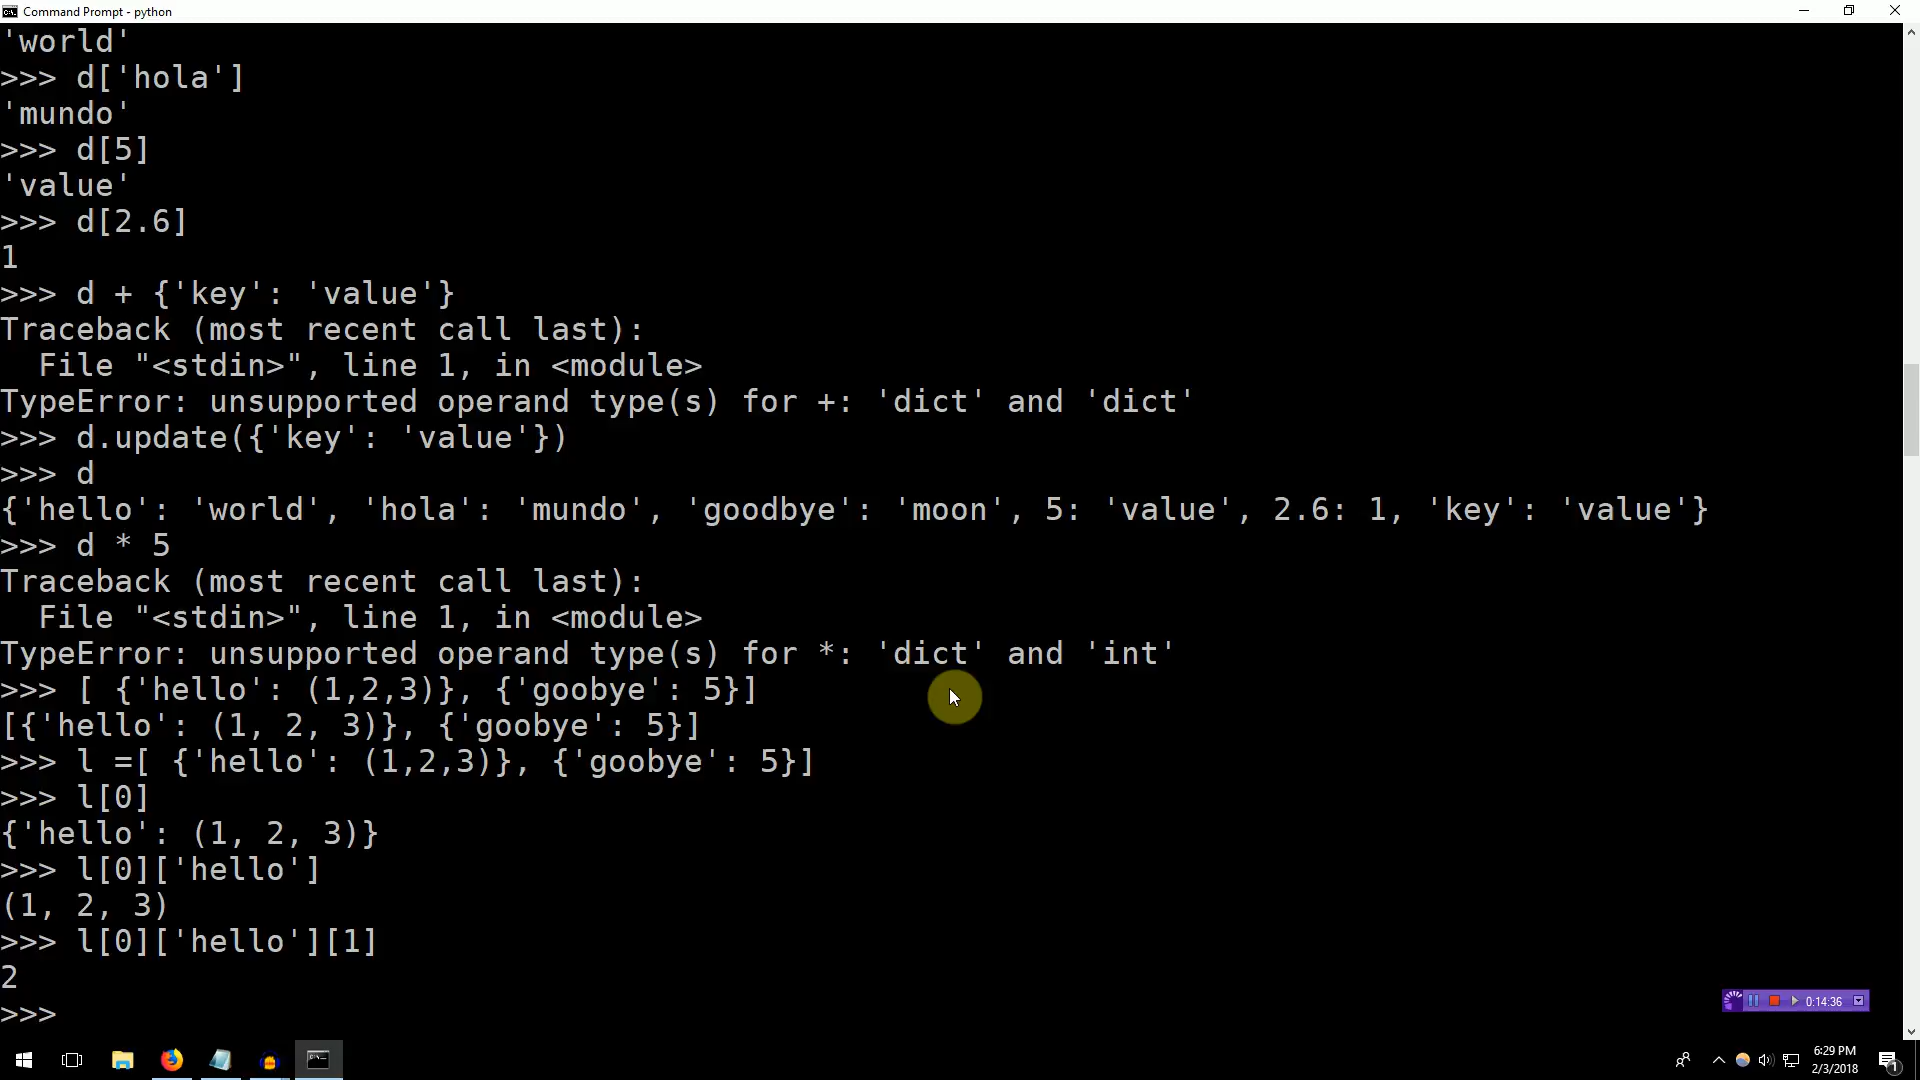 Command Prompt - python
'world'
>>> d['hola']
'mundo'
>>> d[5]
'value'
>>> d[2.6]
1
>>> d + {'key': 'value'}
Traceback (most recent call last):
  File "<stdin>", line 1, in <module>
TypeError: unsupported operand type(s) for +: 'dict' and 'dict'
>>> d.update({'key': 'value'})
>>> d
{'hello': 'world', 'hola': 'mundo', 'goodbye': 'moon', 5: 'value', 2.6: 1, 'key': 'value'}
>>> d * 5
Traceback (most recent call last):
  File "<stdin>", line 1, in <module>
TypeError: unsupported operand type(s) for *: 'dict' and 'int'
>>> [ {'hello': (1,2,3)}, {'goobye': 5}]
[{'hello': (1, 2, 3)}, {'goobye': 5}]
>>> l =[ {'hello': (1,2,3)}, {'goobye': 5}]
>>> l[0]
{'hello': (1, 2, 3)}
>>> l[0]['hello']
(1, 2, 3)
>>> l[0]['hello'][1]
2
>>>
0:14:36
6:29 PM
2/3/2018
1